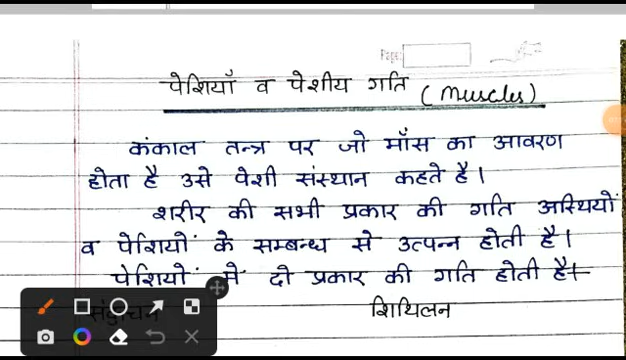 Page:
पेशियाँ व पेशीय गति (Muscles)
कंकाल तन्त्र पर जो माँस का आवरण
होता है उसे पेशी संस्थान कहते है।
शरीर की सभी प्रकार की गति अस्थियों
व पेशियों के सम्बन्ध से उत्पन्न होती है।
पेशियों में दो प्रकार की गति होती है।
शिथिलन